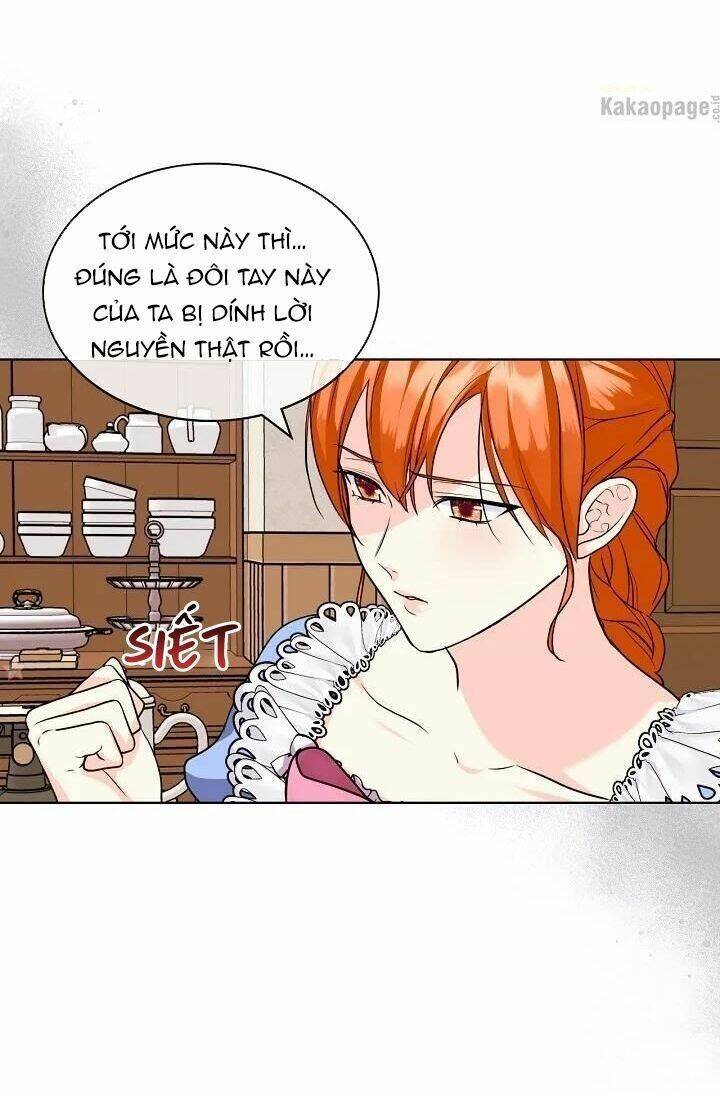 Kakaopage
TỚI MỨC NÀY THÌ...
ĐÚNG LÀ ĐÔI TAY NÀY
CỦA TA BỊ DÍNH LỜI
NGUYỀN THẬT RỒI...
SIẾT